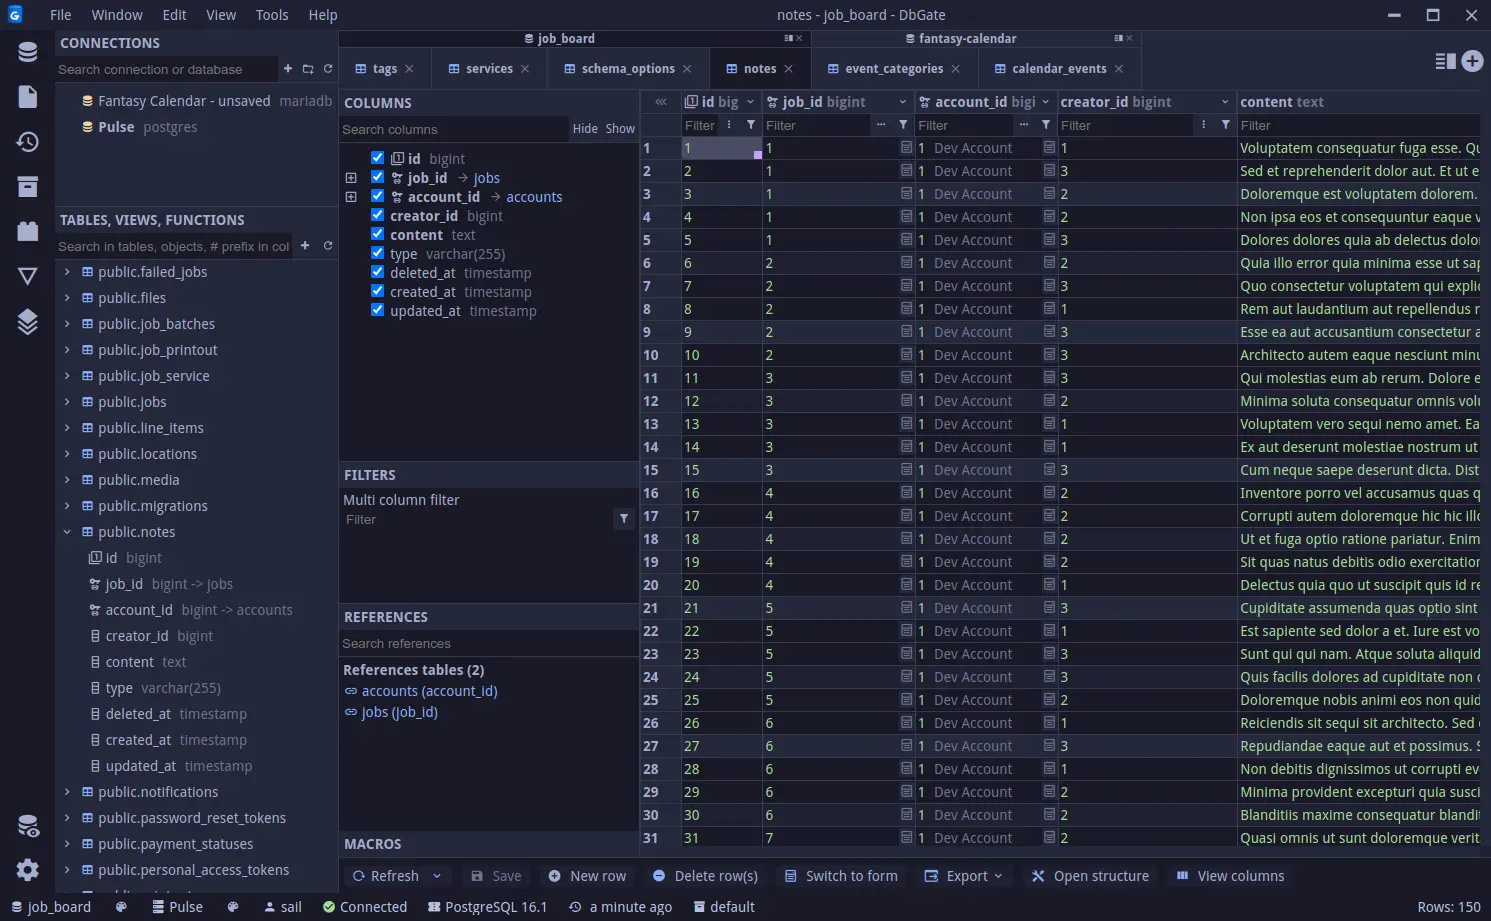 File Window Edit View Tools Help
notes - job_board - DbGate
CONNECTIONS
Search connection or database
Fantasy Calendar - unsaved mariadb
Pulse postgres
TABLES, VIEWS, FUNCTIONS
Search in tables, objects, # prefix in col
public.failed_jobs
public.files
public.job_batches
public.job_printout
public.job_service
public.jobs
public.line_items
public.locations
public.media
public.migrations
public.notes
id bigint
job_id bigint -> jobs
account_id bigint -> accounts
creator_id bigint
content text
type varchar(255)
deleted_at timestamp
created_at timestamp
updated_at timestamp
public.notifications
public.password_reset_tokens
public.payment_statuses
public.personal_access_tokens
job_board
fantasy-calendar
tags
services
schema_options
notes
event_categories
calendar_events
COLUMNS
Search columns
Hide Show
id bigint
job_id → jobs
account_id → accounts
creator_id bigint
content text
type varchar(255)
deleted_at timestamp
created_at timestamp
updated_at timestamp
FILTERS
Multi column filter
Filter
REFERENCES
Search references
References tables (2)
accounts (account_id)
jobs (job_id)
MACROS
id big job_id bigint account_id bigi creator_id bigint content text
Filter Filter Filter Filter Filter
1 1 1 1 Dev Account 1 Voluptatem consequatur fuga esse. Qu
2 2 1 1 Dev Account 3 Sed et reprehenderit dolor aut. Et ut e
3 3 1 1 Dev Account 2 Doloremque est voluptatem dolorem.
4 4 1 1 Dev Account 2 Non ipsa eos et consequuntur eaque v
5 5 1 1 Dev Account 3 Dolores dolores quia ab delectus dolo
6 6 2 1 Dev Account 2 Quia illo error quia minima esse ut sap
7 7 2 1 Dev Account 3 Quo consectetur voluptatem qui explic
8 8 2 1 Dev Account 1 Rem aut laudantium aut repellendus r
9 9 2 1 Dev Account 3 Esse ea aut accusantium consectetur a
10 10 2 1 Dev Account 3 Architecto autem eaque nesciunt minu
11 11 3 1 Dev Account 3 Qui molestias eum ab rerum. Dolore e
12 12 3 1 Dev Account 2 Minima soluta consequatur omnis volu
13 13 3 1 Dev Account 1 Voluptatem vero sequi nemo amet. Ea
14 14 3 1 Dev Account 1 Ex aut deserunt molestiae nostrum ut
15 15 3 1 Dev Account 3 Cum neque saepe deserunt dicta. Dist
16 16 4 1 Dev Account 2 Inventore porro vel accusamus quas q
17 17 4 1 Dev Account 2 Corrupti autem doloremque hic hic illo
18 18 4 1 Dev Account 2 Ut et fuga optio ratione pariatur. Enim
19 19 4 1 Dev Account 2 Sit quas natus debitis odio exercitation
20 20 4 1 Dev Account 1 Delectus quia quo ut suscipit quis id re
21 21 5 1 Dev Account 3 Cupiditate assumenda quas optio sint
22 22 5 1 Dev Account 1 Est sapiente sed dolor a et. Iure est vo
23 23 5 1 Dev Account 3 Sunt qui qui nam. Atque soluta aliquid
24 24 5 1 Dev Account 3 Quis facilis dolores ad cupiditate non c
25 25 5 1 Dev Account 2 Doloremque nobis animi eos non quid
26 26 6 1 Dev Account 1 Reiciendis sit sequi sit architecto. Sed
27 27 6 1 Dev Account 3 Repudiandae eaque aut et possimus. S
28 28 6 1 Dev Account 1 Non debitis dignissimos ut corrupti ev
29 29 6 1 Dev Account 2 Minima provident excepturi quia susci
30 30 6 1 Dev Account 2 Blanditiis maxime consequatur blandit
31 31 7 1 Dev Account 2 Quasi omnis ut sunt doloremque verit
Refresh Save New row Delete row(s) Switch to form Export Open structure View columns
job_board Pulse sail Connected PostgreSQL 16.1 a minute ago default Rows: 150